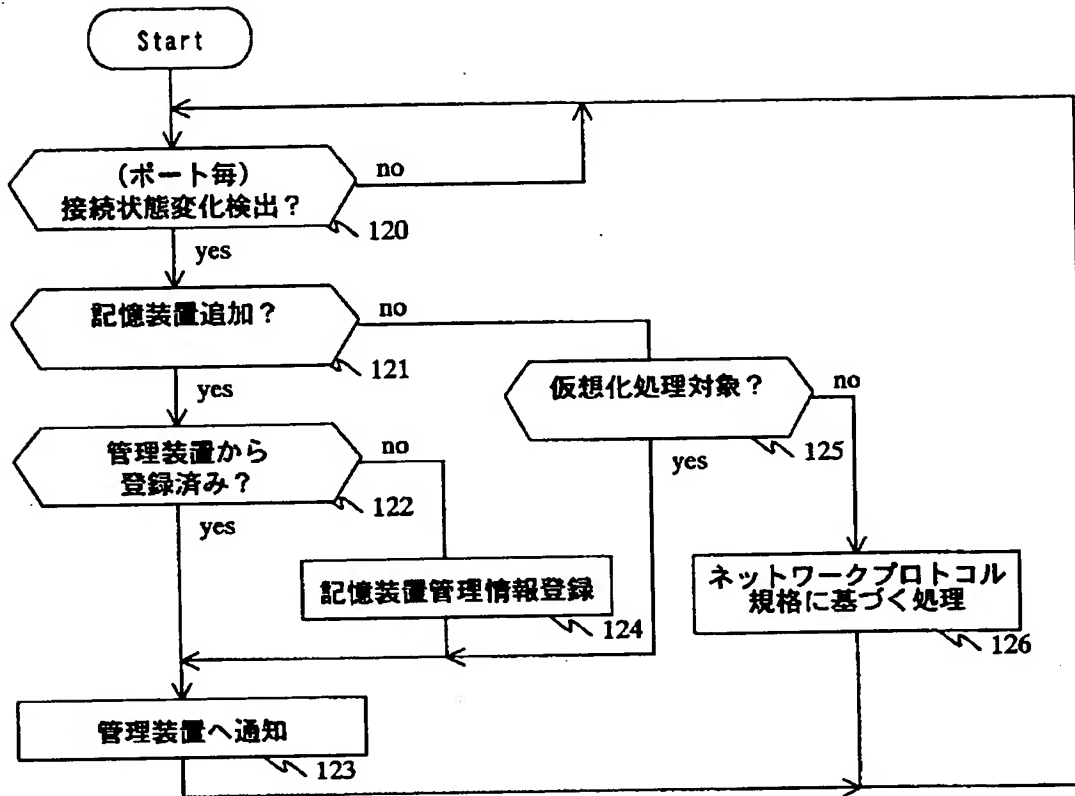 Start
(ポート毎)
接続状態変化検出?
no
120
yes
記憶装置追加?
no
121
yes
仮想化処理対象?
no
125
yes
管理装置から
登録済み?
no
122
yes
記憶装置管理情報登録
124
ネットワークプロトコル
規格に基づく処理
126
管理装置へ通知
123